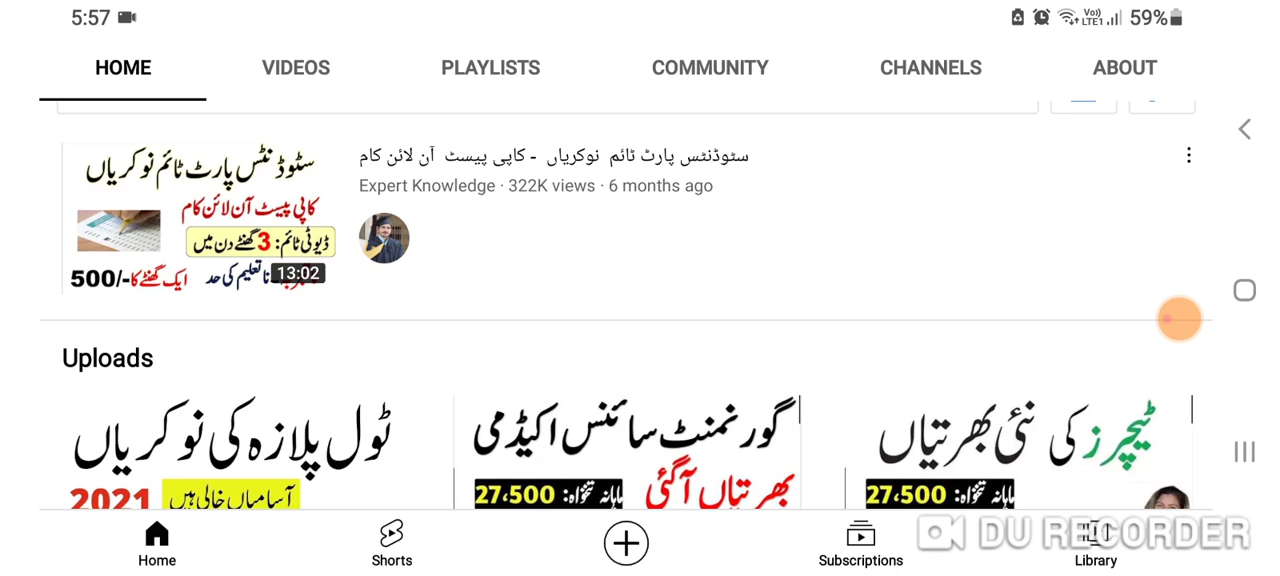 5:57
Vo)) LTE1 59%
HOME VIDEOS PLAYLISTS COMMUNITY CHANNELS ABOUT
سٹوڈنٹس پارٹ ٹائم نوکریاں
کاپی پیسٹ آن لائن کام
ڈیوٹی ٹائم: 3 گھنٹے دن میں
نا تعلیم کی حد
ایک گھنٹے کا 500/-
13:02
سٹوڈنٹس پارٹ ٹائم نوکریاں - کاپی پیسٹ آن لائن کام
Expert Knowledge · 322K views · 6 months ago
Uploads
ٹول پلازہ کی نوکریاں
2021 آسامیاں خالی ہیں
گورنمنٹ سائنس اکیڈمی
بھرتیاں آگئی
ماہانہ تنخواہ: 27,500
ٹیچرز کی نئی بھرتیاں
ماہانہ تنخواہ: 27,500
Home Shorts Subscriptions Library
DU RECORDER